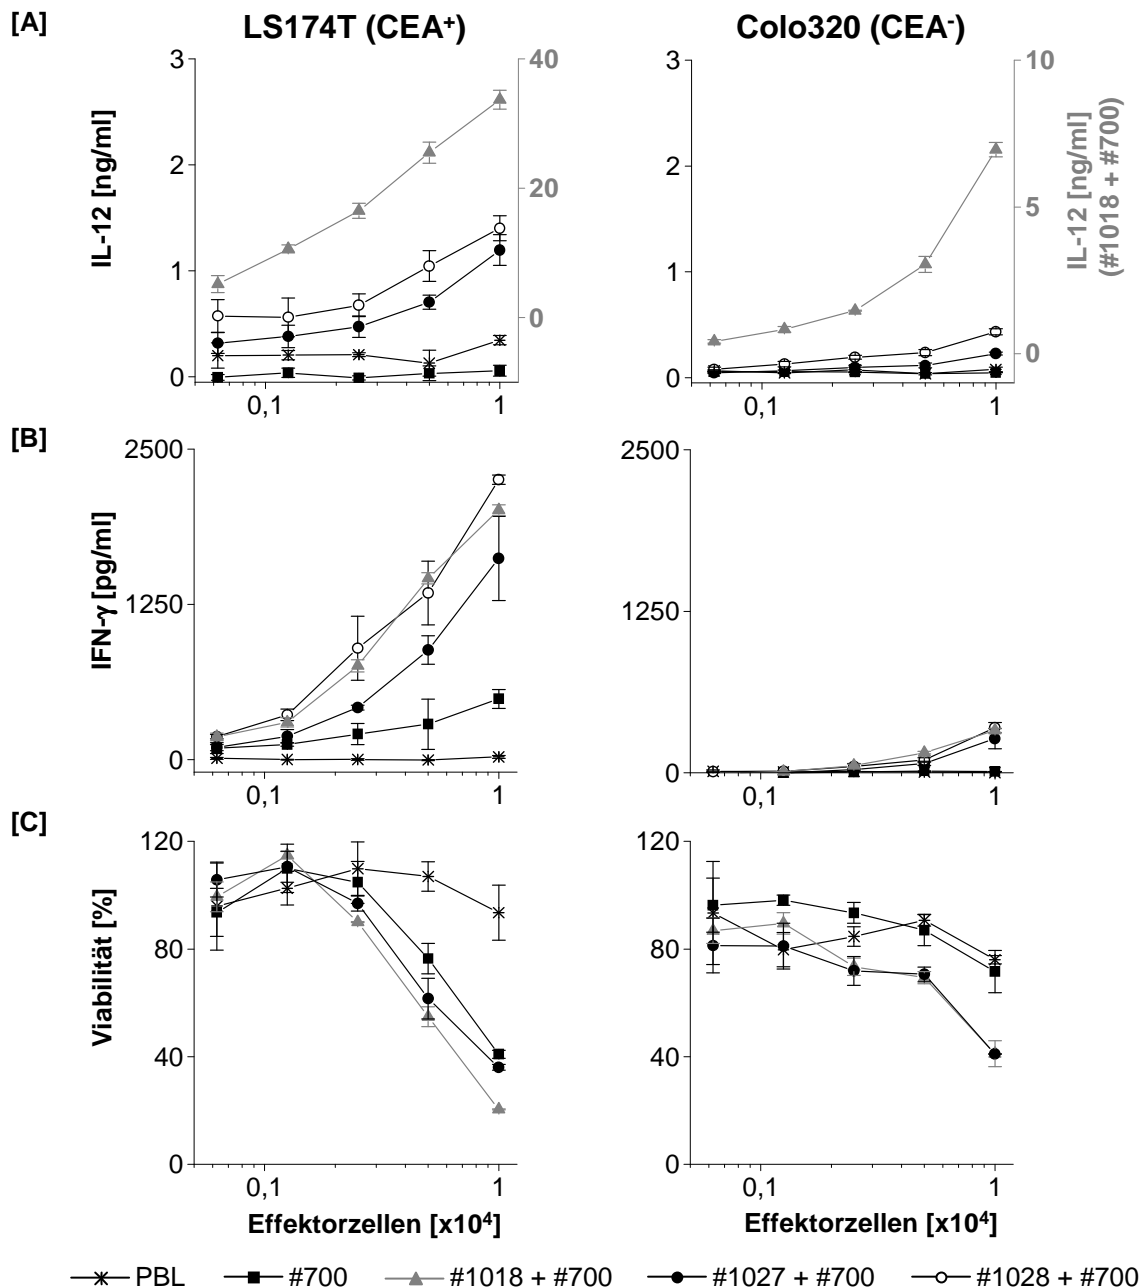 [A]
LS174T (CEA+)
Colo320 (CEA-)
3
2
1
0
IL-12 [ng/ml]
40
20
0
0,1
1
3
2
1
0
10
5
0
IL-12 [ng/ml]
(#1018 + #700)
0,1
1
[B]
2500
1250
0
IFN-γ [pg/ml]
0,1
1
2500
1250
0
0,1
1
[C]
120
80
40
0
Viabilität [%]
0,1
1
Effektorzellen [x10⁴]
120
80
40
0
0,1
1
Effektorzellen [x10⁴]
PBL
#700
#1018 + #700
#1027 + #700
#1028 + #700